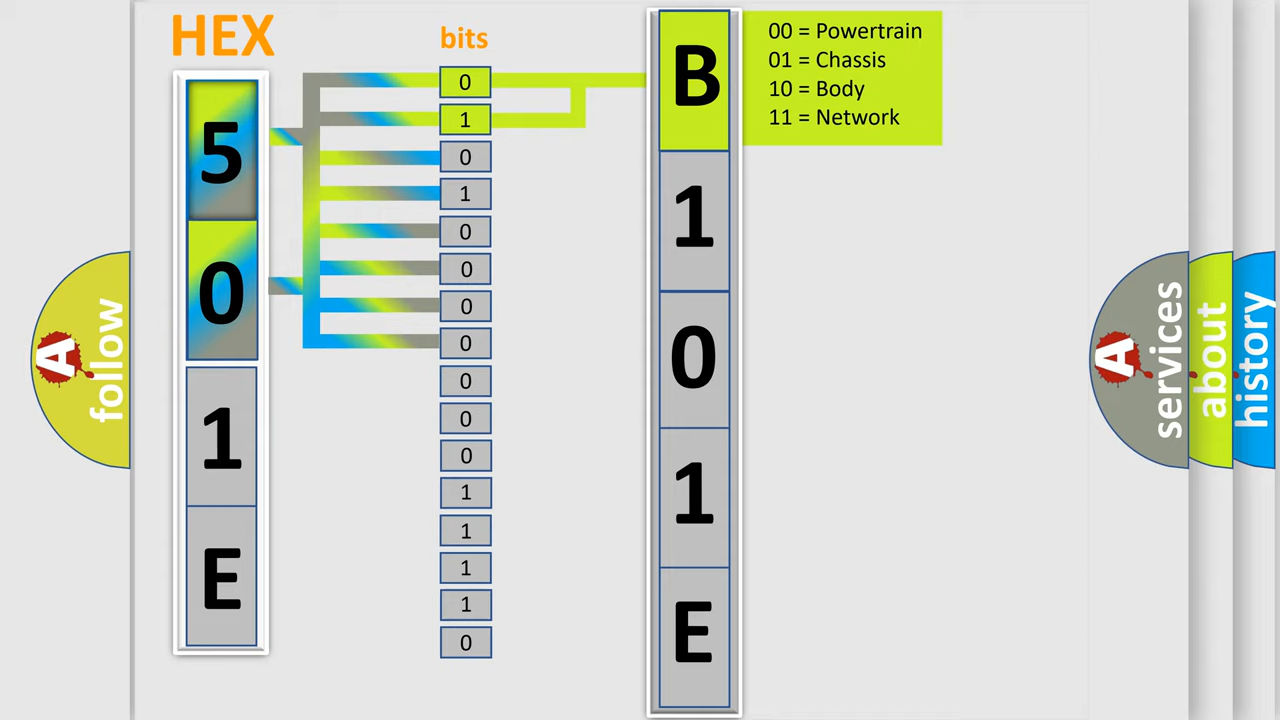 HEX
bits
5
0
1
E
0
1
0
1
0
0
0
0
0
0
0
1
1
1
1
0
B
1
0
1
E
00 = Powertrain
01 = Chassis
10 = Body
11 = Network
A
follow
A
services
about
history